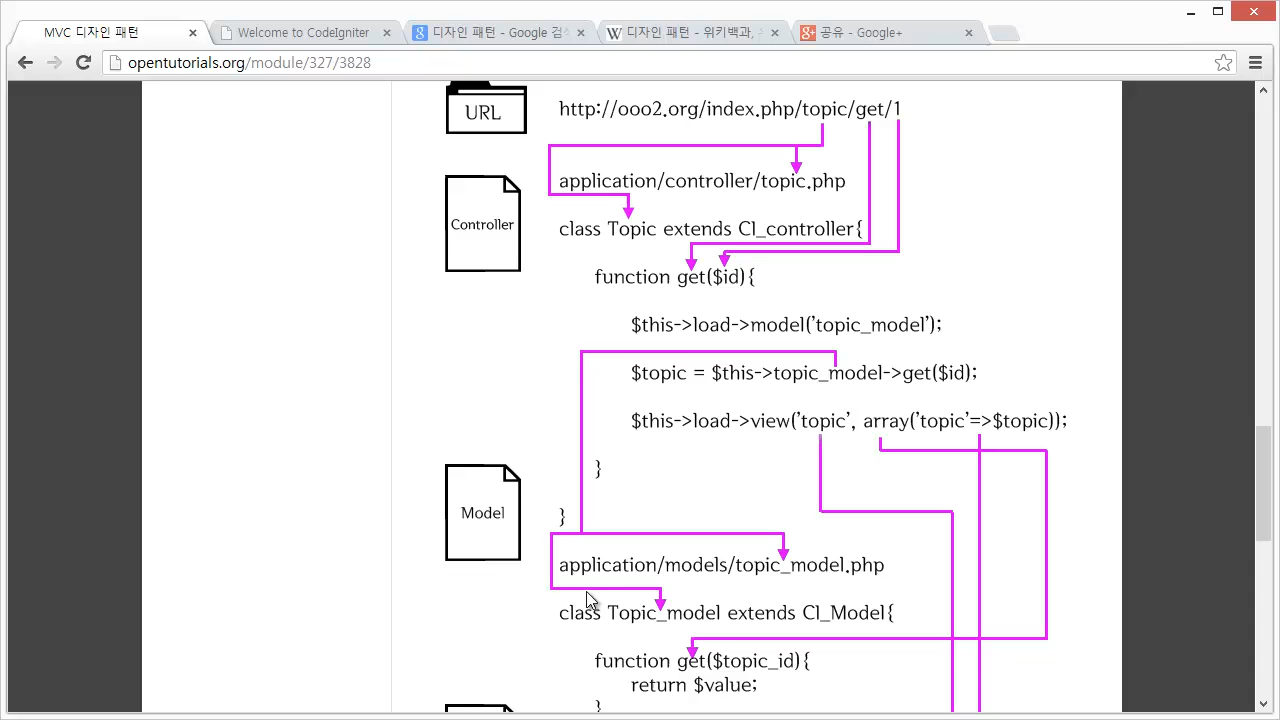 MVC 디자인 패턴
Welcome to CodeIgniter
디자인 패턴 - Google 검
디자인 패턴 - 위키백과,
공유 - Google+
opentutorials.org/module/327/3828
URL
http://ooo2.org/index.php/topic/get/1
application/controller/topic.php
Controller
class Topic extends CI_controller{
function get($id){
$this->load->model('topic_model');
$topic = $this->topic_model->get($id);
$this->load->view('topic', array('topic'=>$topic));
}
Model
}
application/models/topic_model.php
class Topic_model extends CI_Model{
function get($topic_id){
return $value;
}